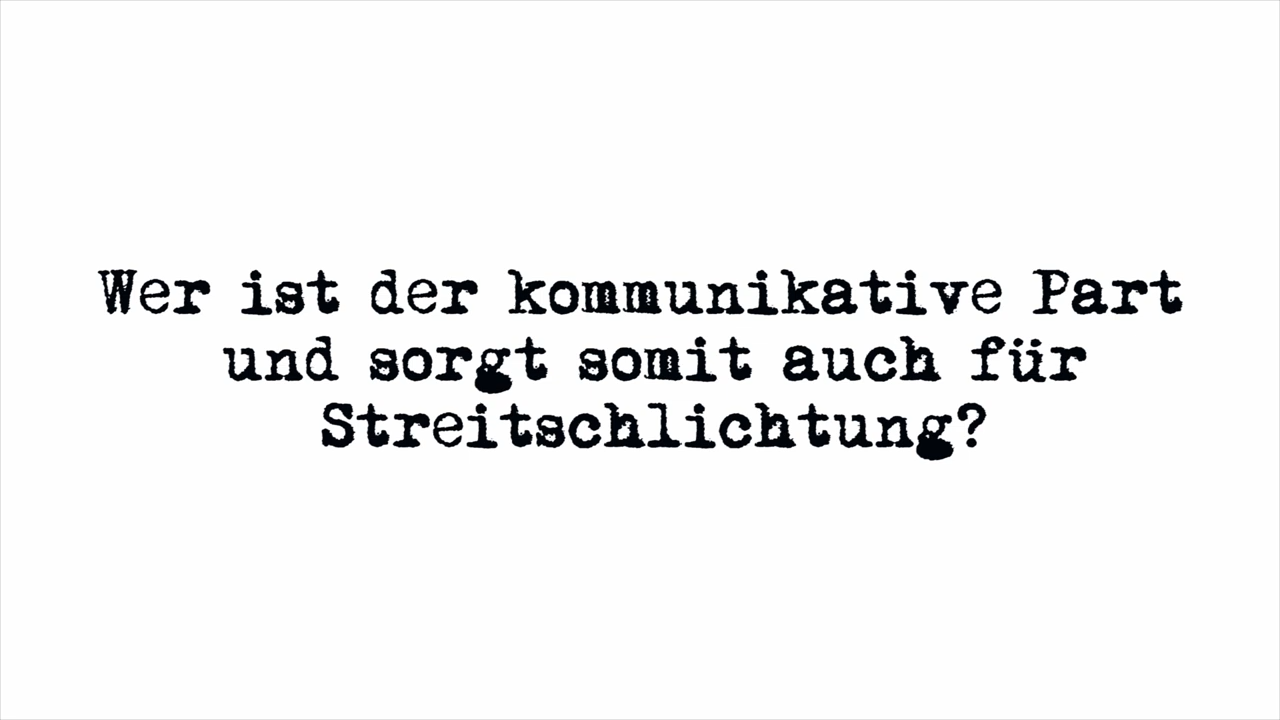 Wer ist der kommunikative Part
und sorgt somit auch für
Streitschlichtung?